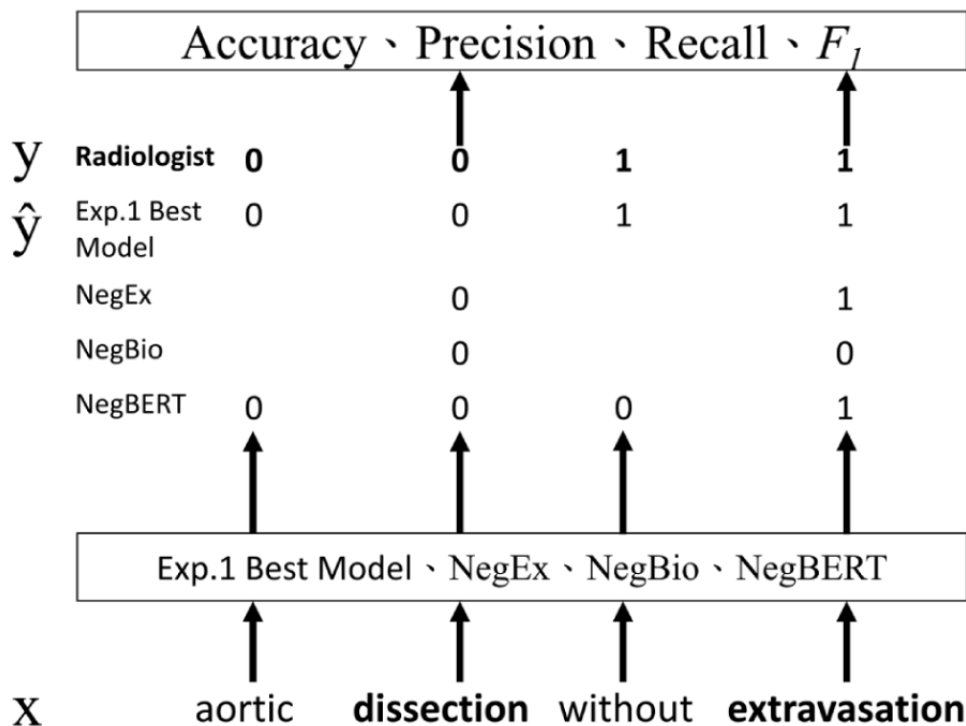 Accuracy、Precision、Recall、F₁
y Radiologist 0 0 1 1
ŷ Exp.1 Best Model 0 0 1 1
NegEx 0 1
NegBio 0 0
NegBERT 0 0 0 1
Exp.1 Best Model、NegEx、NegBio、NegBERT
x aortic dissection without extravasation